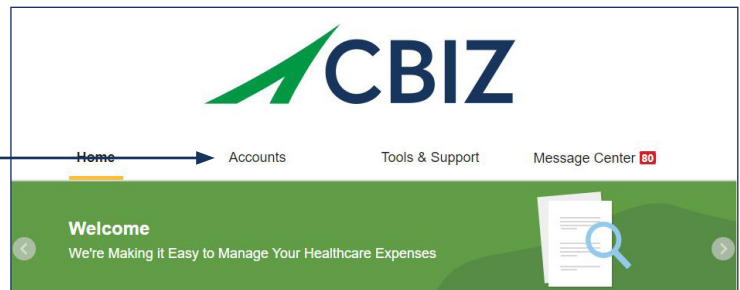 CBIZ
Home Accounts Tools & Support Message Center 80
Welcome
We're Making it Easy to Manage Your Healthcare Expenses